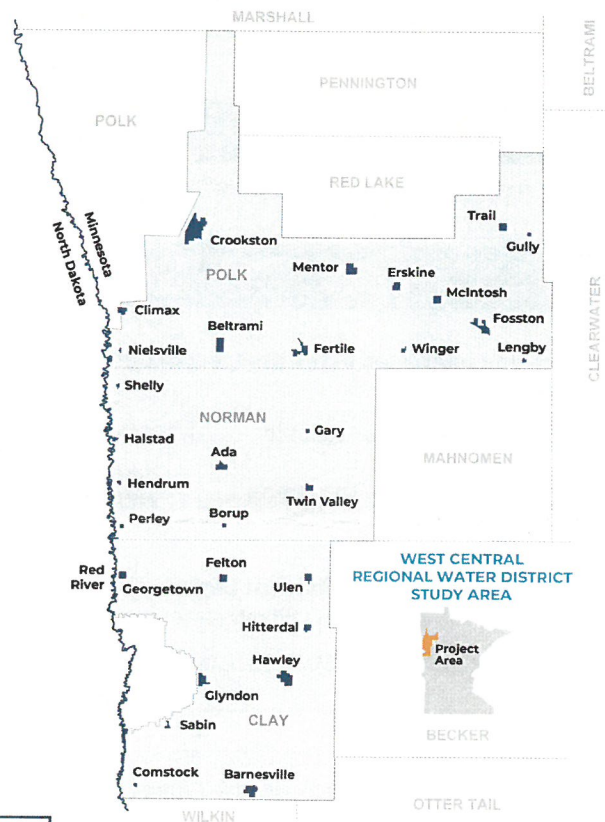 MARSHALL
BELTRAMI
PENNINGTON
POLK
RED LAKE
Minnesota
North Dakota
Trail
Gully
Crookston
POLK
Mentor
Erskine
McIntosh
Climax
Beltrami
Fosston
CLEARWATER
Nielsville
Fertile
Winger
Lengby
Shelly
NORMAN
Gary
Halstad
Ada
MAHNOMEN
Hendrum
Twin Valley
Perley
Borup
Red
River
Georgetown
Felton
Ulen
WEST CENTRAL
REGIONAL WATER DISTRICT
STUDY AREA
Hitterdal
Project
Area
Hawley
Glyndon
Sabin
CLAY
BECKER
Comstock
Barnesville
OTTER TAIL
WILKIN